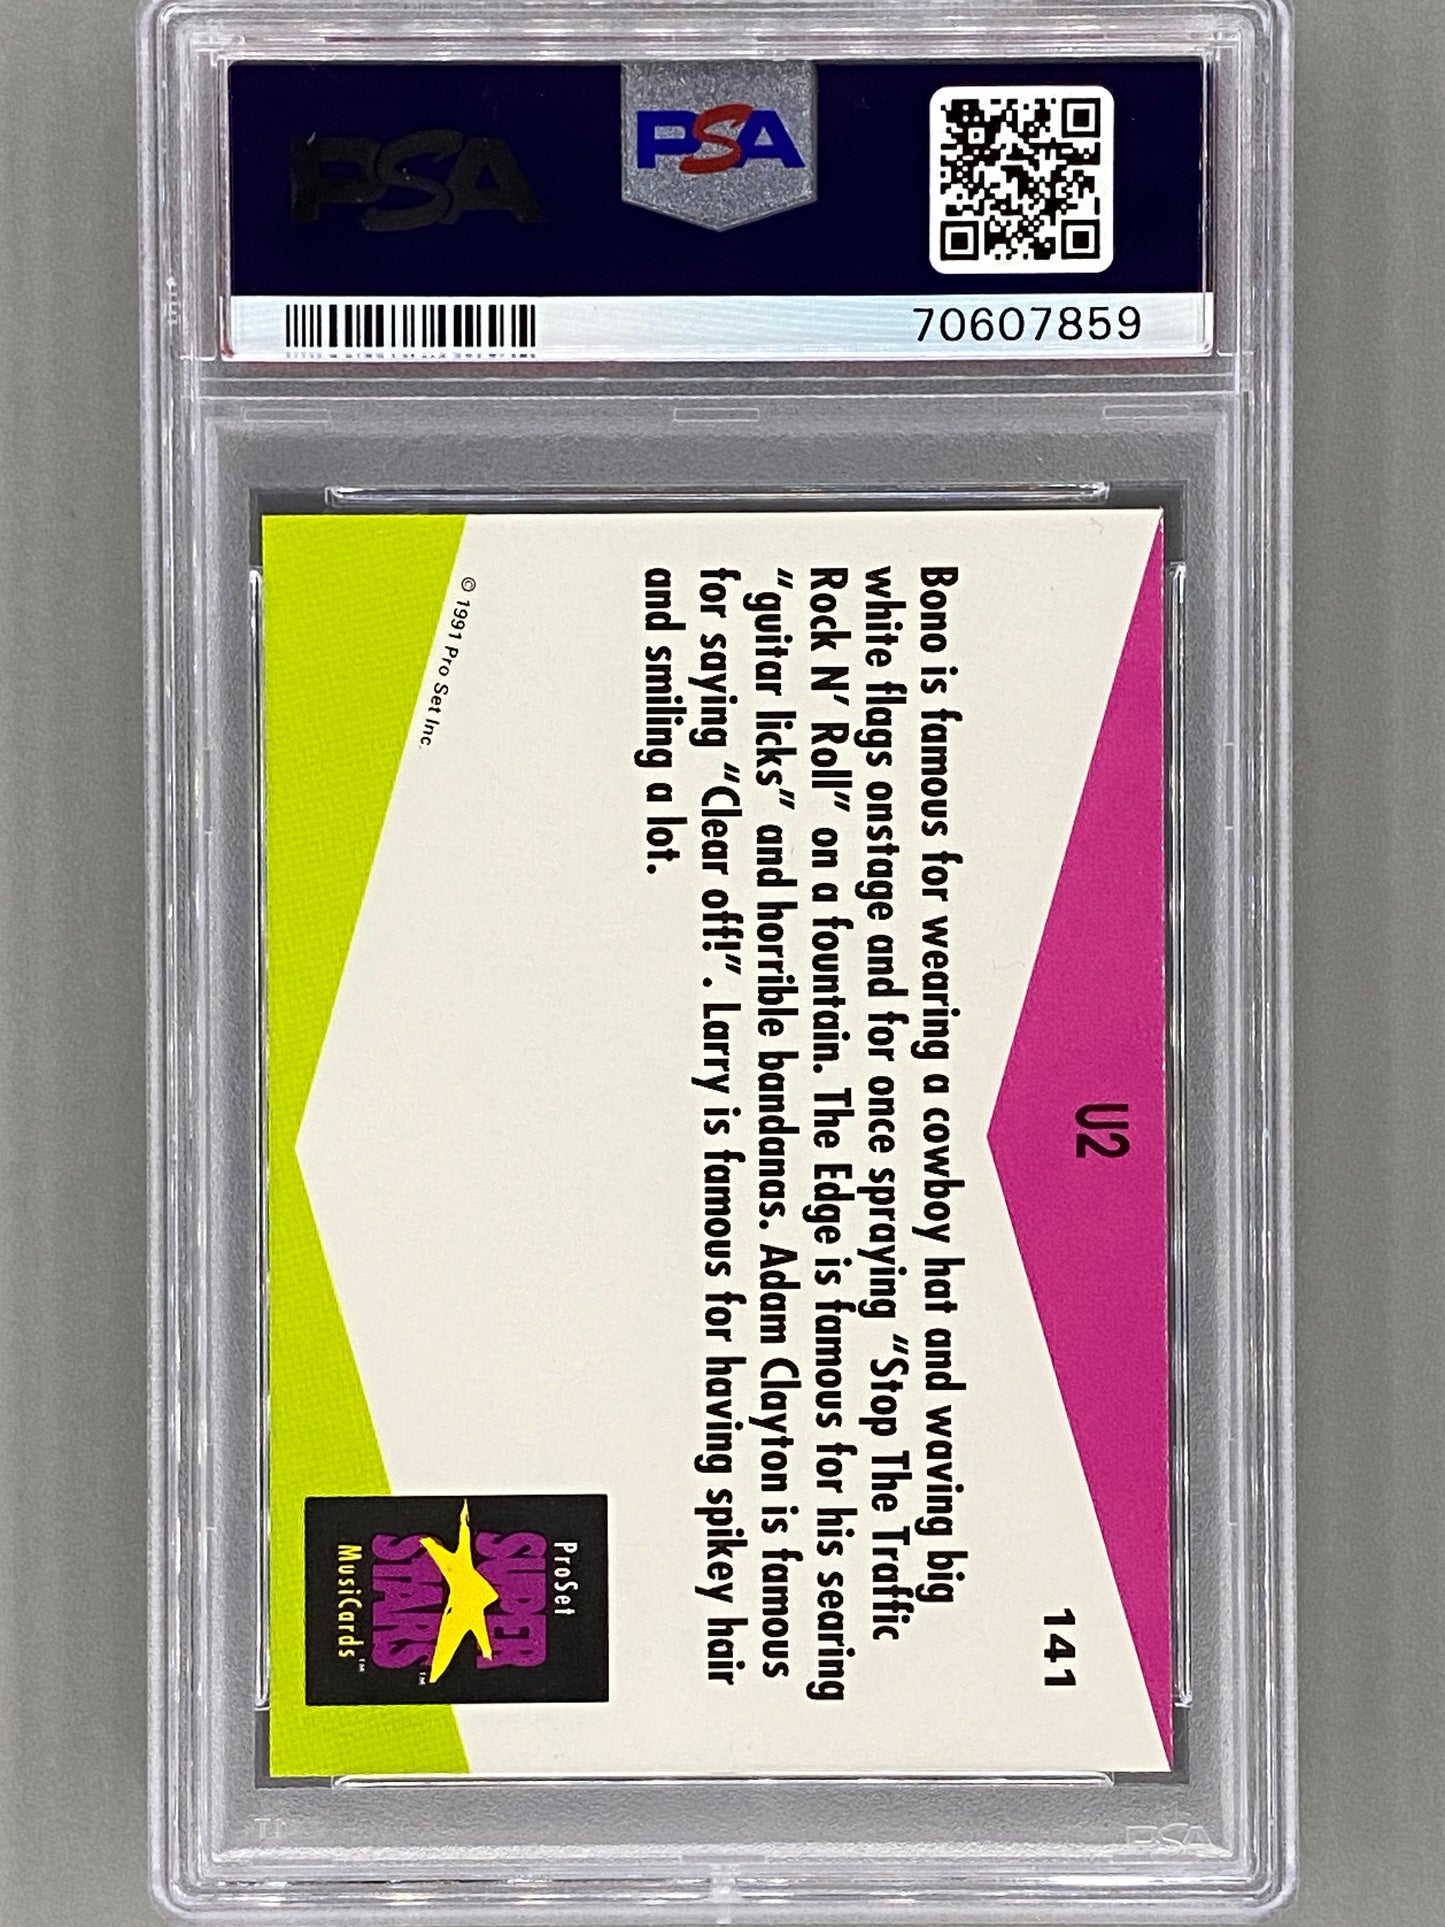 PSA
PSA
70607859
U2
141
Bono is famous for wearing a cowboy hat and waving big
white flags onstage and for once spraying "Stop The Traffic
Rock N' Roll" on a fountain. The Edge is famous for his searing
"guitar licks" and horrible bandanas. Adam Clayton is famous
for saying "Clear off!". Larry is famous for having spikey hair
and smiling a lot.
© 1991 Pro Set Inc.
ProSet
SUPER
STARS™
MusiCards™
PSA